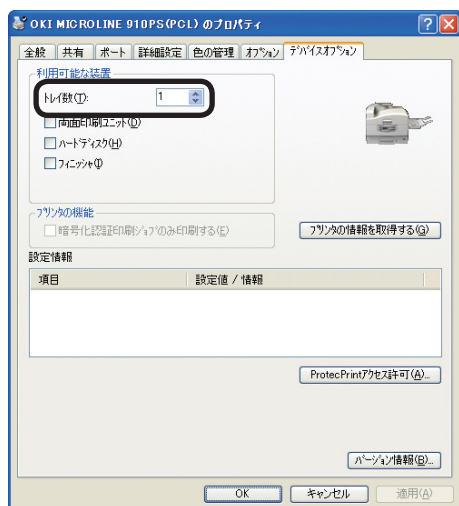 OKI MICROLINE 910PS(PCL) のプロパティ
全般 共有 ポート 詳細設定 色の管理 オプション デバイスオプション
利用可能な装置
トレイ数(T): 1
両面印刷ユニット(D)
ハードディスク(H)
フィニッシャ(I)
プリンタの機能
暗号化認証印刷ジョブのみ印刷する(E)
プリンタの情報を取得する(G)
設定情報
項目 設定値 / 情報
ProtecPrintアクセス許可(A)...
バージョン情報(B)...
OK キャンセル 適用(A)